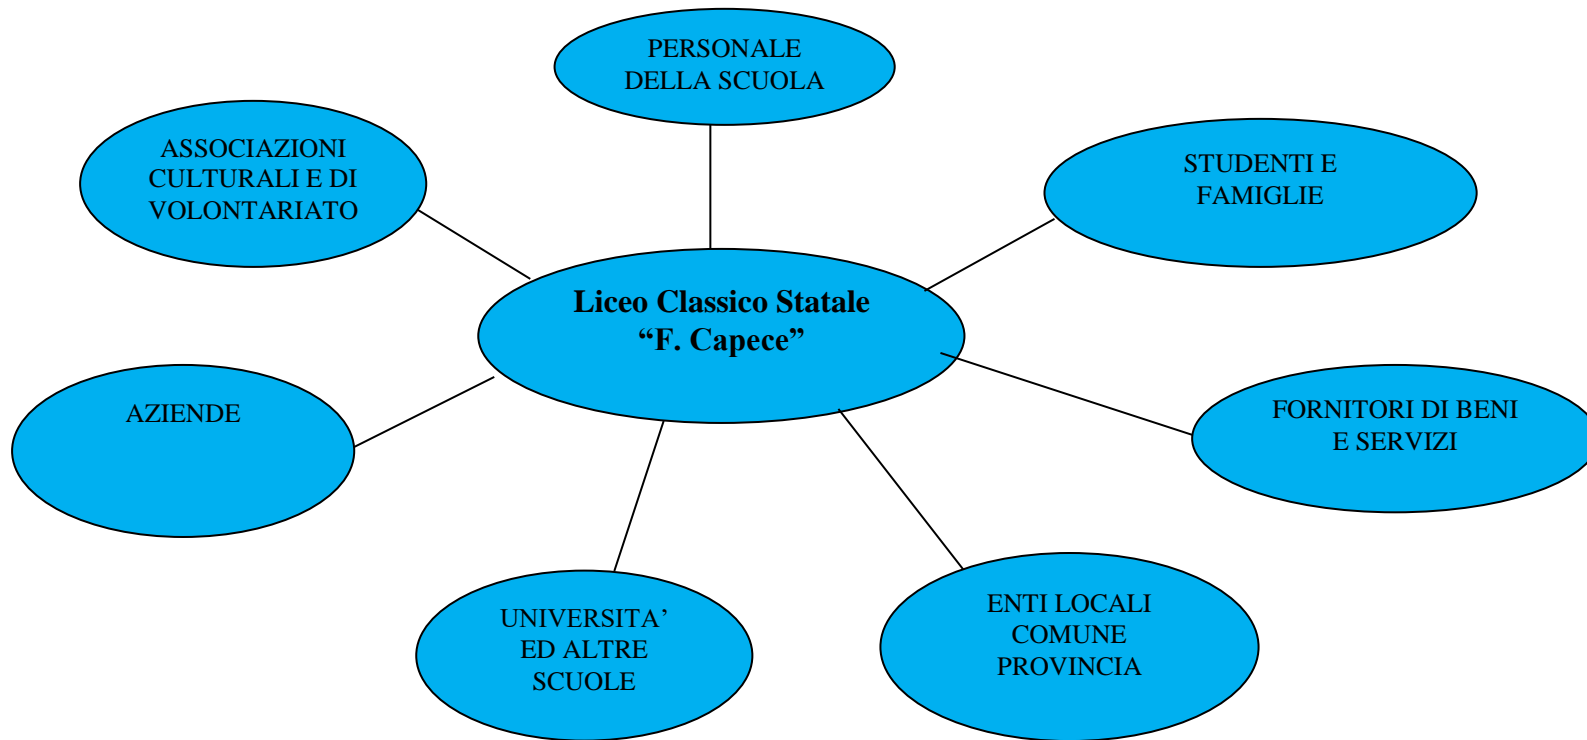 PERSONALE
DELLA SCUOLA
ASSOCIAZIONI
CULTURALI E DI
VOLONTARIATO
STUDENTI E
FAMIGLIE
Liceo Classico Statale
“F. Capece”
AZIENDE
FORNITORI DI BENI
E SERVIZI
UNIVERSITA’
ED ALTRE
SCUOLE
ENTI LOCALI
COMUNE
PROVINCIA